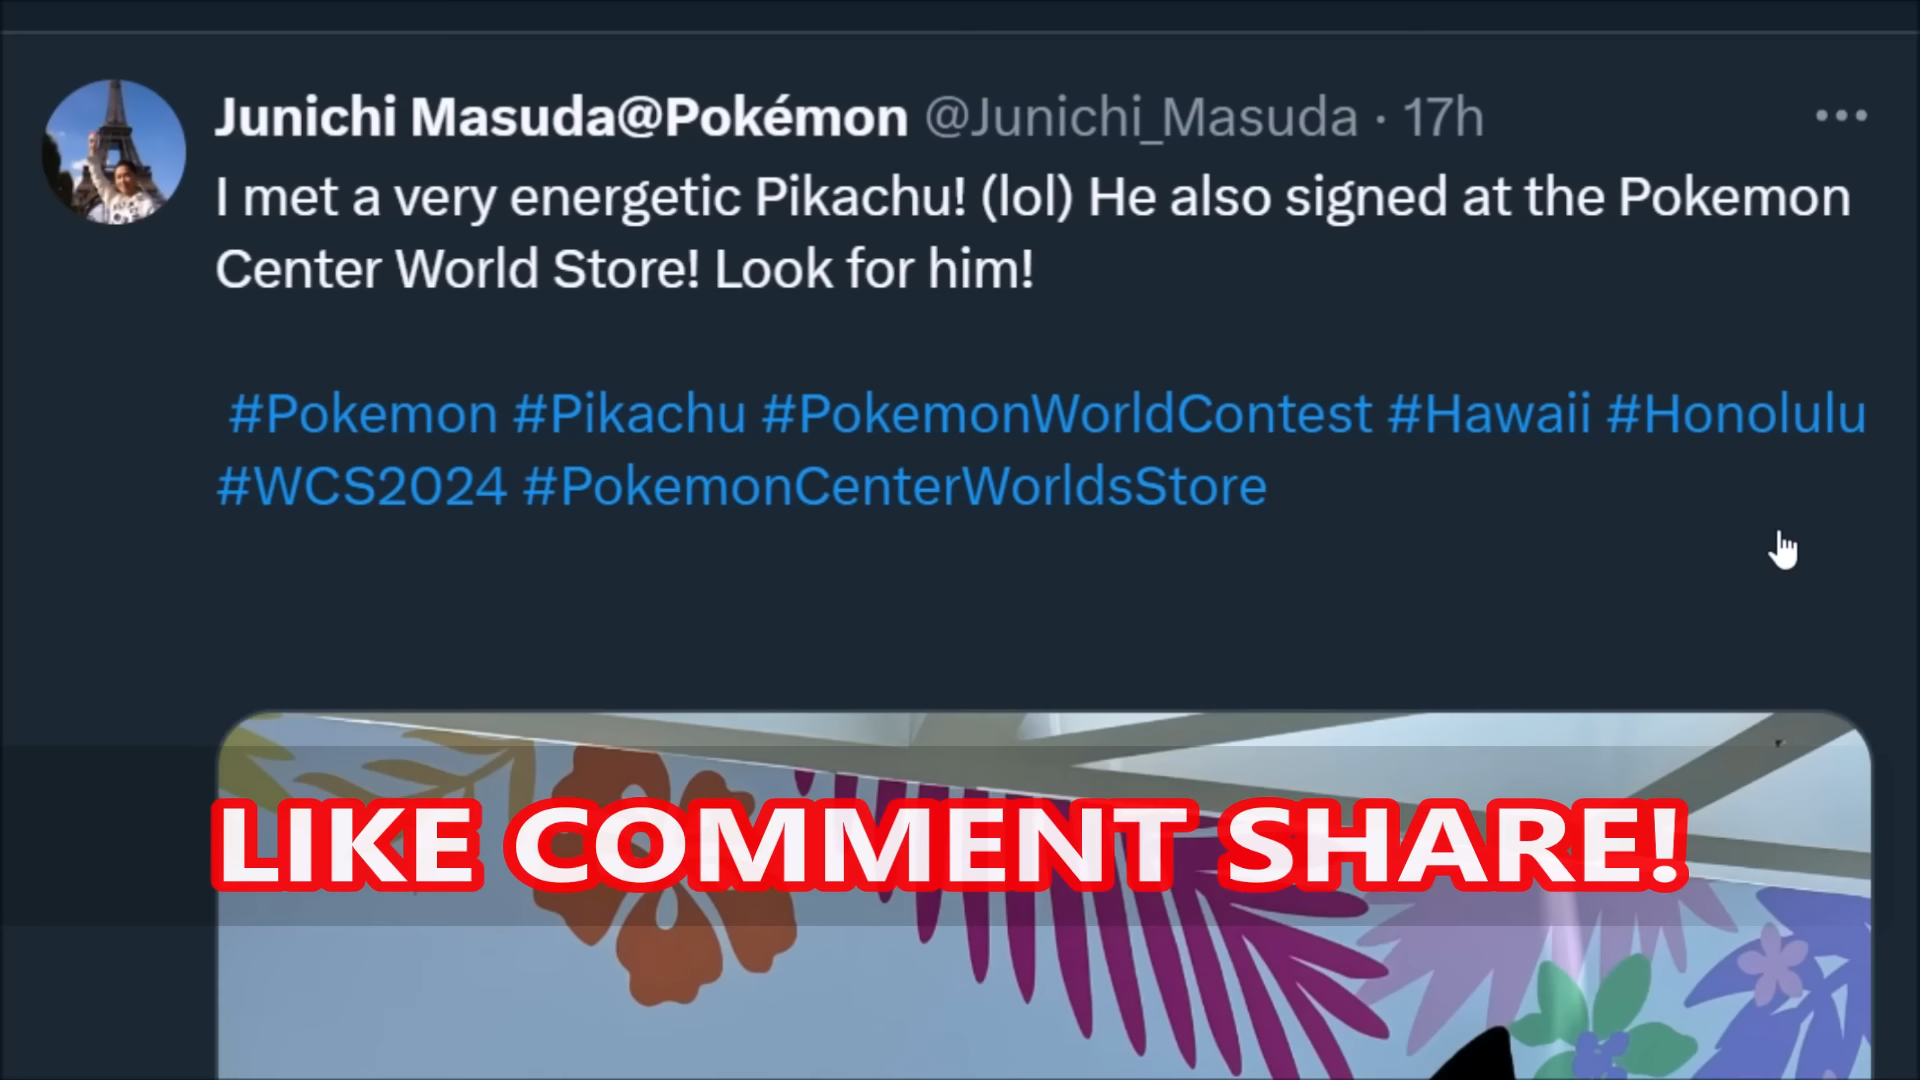 Junichi Masuda@Pokémon @Junichi_Masuda · 17h
I met a very energetic Pikachu! (lol) He also signed at the Pokemon
Center World Store! Look for him!
#Pokemon #Pikachu #PokemonWorldContest #Hawaii #Honolulu
#WCS2024 #PokemonCenterWorldsStore
LIKE COMMENT SHARE!